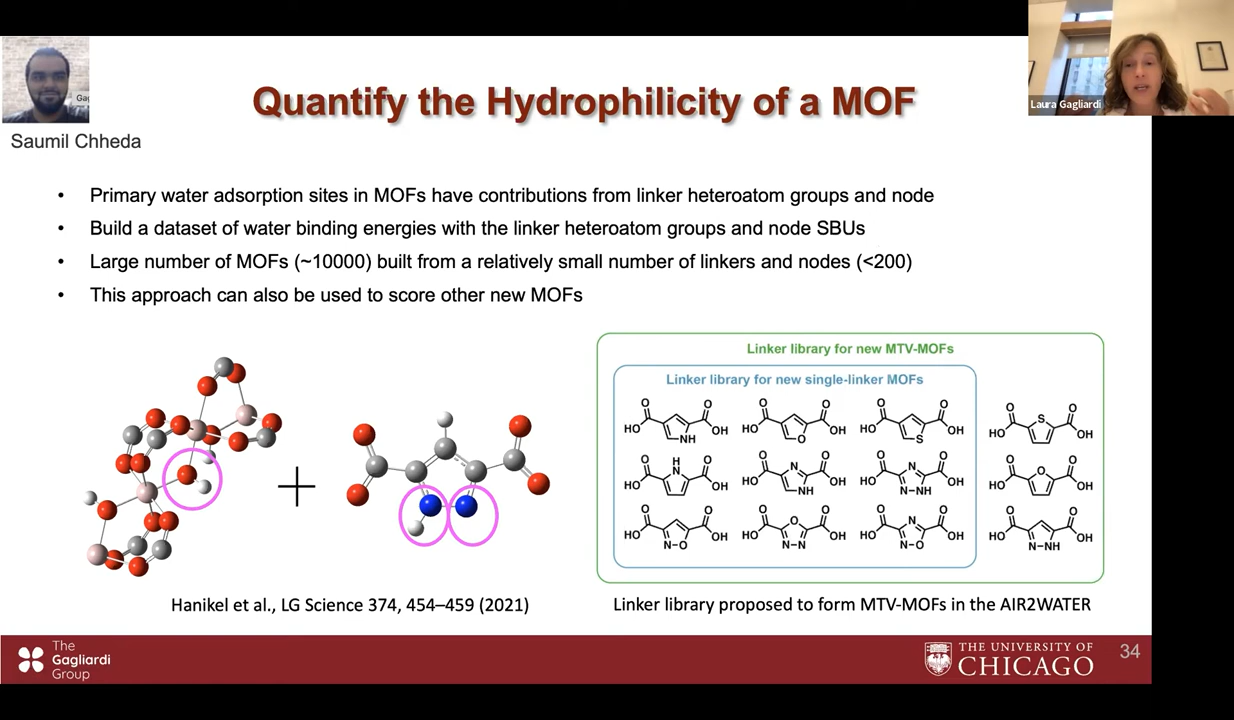 Laura Gagliardi
Quantify the Hydrophilicity of a MOF
Saumil Chheda
• Primary water adsorption sites in MOFs have contributions from linker heteroatom groups and node
• Build a dataset of water binding energies with the linker heteroatom groups and node SBUs
• Large number of MOFs (~10000) built from a relatively small number of linkers and nodes (<200)
• This approach can also be used to score other new MOFs
+
Linker library for new MTV-MOFs
Linker library for new single-linker MOFs
O O O O O O O O
HO OH HO OH HO OH HO S OH
NH O S
H
N N N
O O O O O O O O
HO OH HO OH HO OH HO O OH
NH N-NH
O O O O O O O O
HO OH HO O OH HO N OH HO OH
N-O N-N N-O N-NH
Hanikel et al., LG Science 374, 454–459 (2021)
Linker library proposed to form MTV-MOFs in the AIR2WATER
The
Gagliardi
Group
THE UNIVERSITY OF
CHICAGO
34